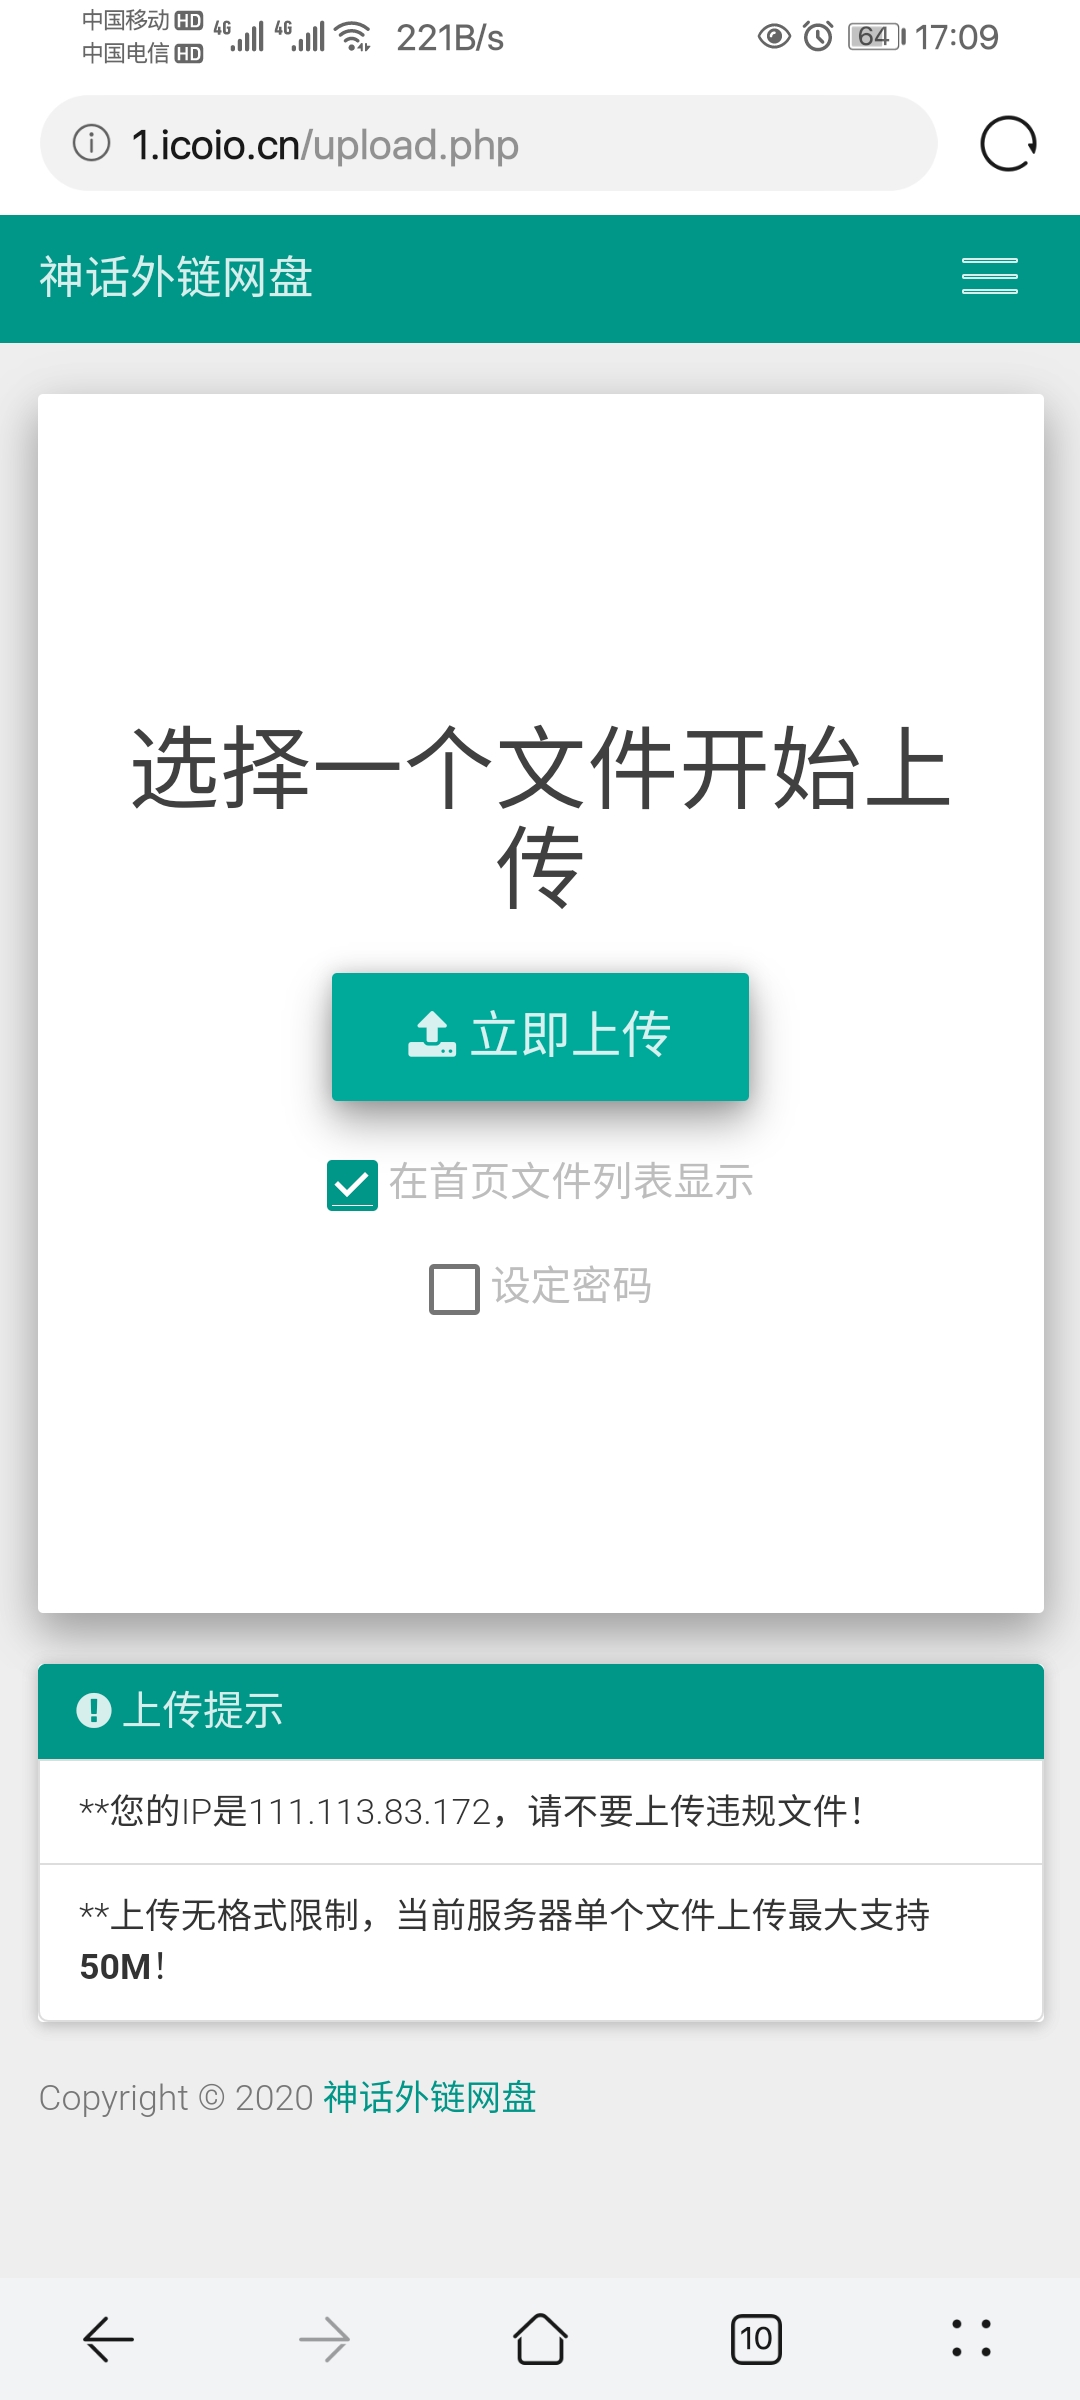 中国移动 HD 4G 4G 221B/s 64 17:09
中国电信 HD
1.icoio.cn/upload.php
神话外链网盘
选择一个文件开始上
传
立即上传
在首页文件列表显示
设定密码
上传提示
**您的IP是111.113.83.172，请不要上传违规文件！
**上传无格式限制，当前服务器单个文件上传最大支持
50M！
Copyright © 2020 神话外链网盘
10